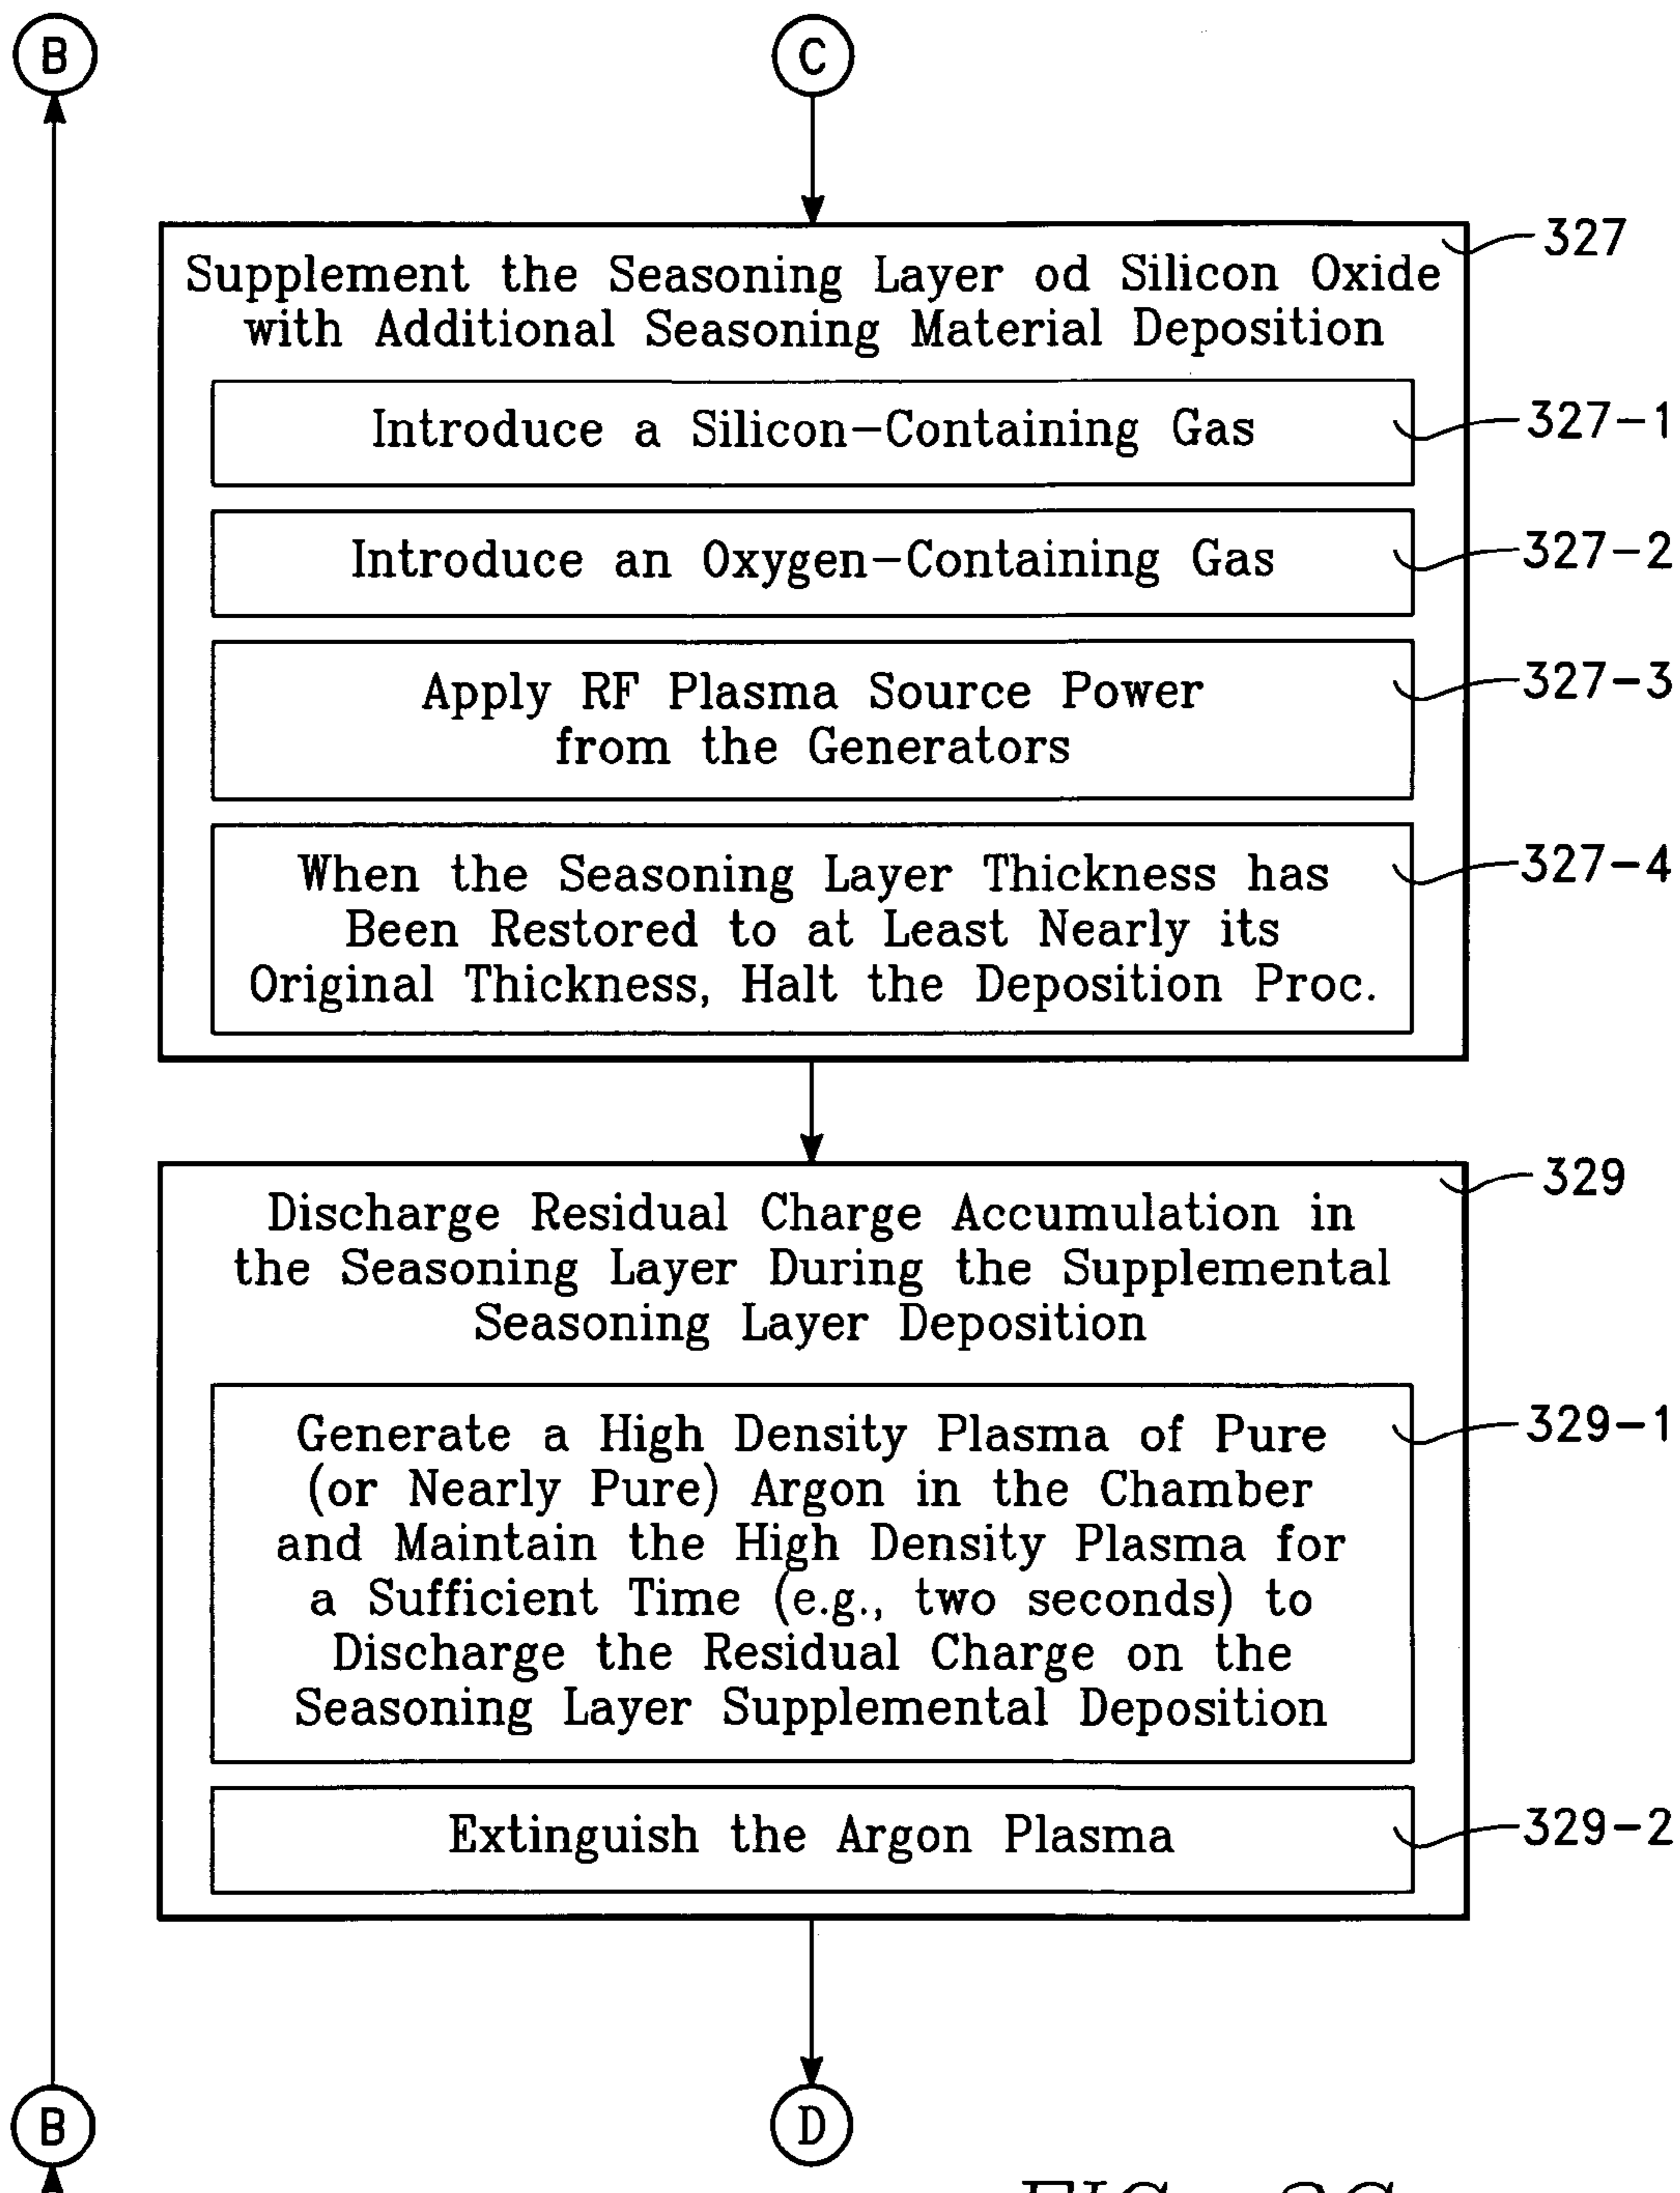 B
C
327
Supplement the Seasoning Layer od Silicon Oxide
with Additional Seasoning Material Deposition
Introduce a Silicon-Containing Gas
327-1
Introduce an Oxygen-Containing Gas
327-2
Apply RF Plasma Source Power
from the Generators
327-3
When the Seasoning Layer Thickness has
Been Restored to at Least Nearly its
Original Thickness, Halt the Deposition Proc.
327-4
329
Discharge Residual Charge Accumulation in
the Seasoning Layer During the Supplemental
Seasoning Layer Deposition
Generate a High Density Plasma of Pure
(or Nearly Pure) Argon in the Chamber
and Maintain the High Density Plasma for
a Sufficient Time (e.g., two seconds) to
Discharge the Residual Charge on the
Seasoning Layer Supplemental Deposition
329-1
Extinguish the Argon Plasma
329-2
B
D